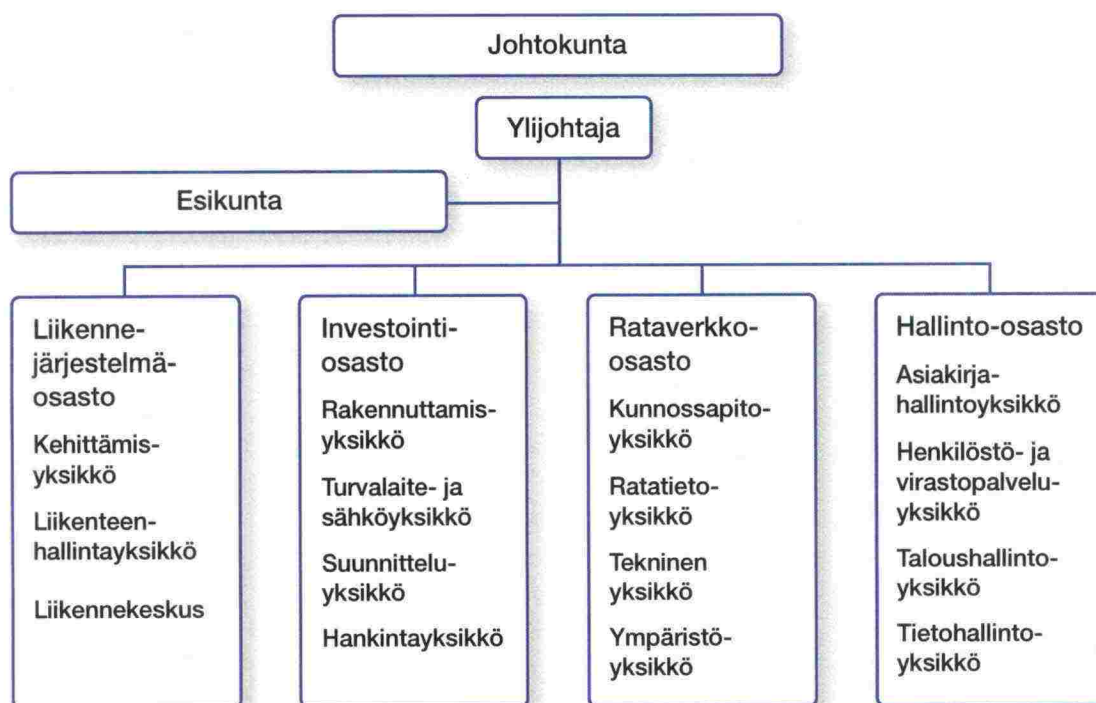 Johtokunta
Ylijohtaja
Esikunta
Liikenne-
järjestelmä-
osasto
Kehittämis-
yksikkö
Liikenteen-
hallintayksikkö
Liikennekeskus
Investointi-
osasto
Rakennuttamis-
yksikkö
Turvalaite- ja
sähköyksikkö
Suunnittelu-
yksikkö
Hankintayksikkö
Rataverkko-
osasto
Kunnossapito-
yksikkö
Ratatieto-
yksikkö
Tekninen
yksikkö
Ympäristö-
yksikkö
Hallinto-osasto
Asiakirja-
hallintoyksikkö
Henkilöstö- ja
virastopalvelu-
yksikkö
Taloushallinto-
yksikkö
Tietohallinto-
yksikkö